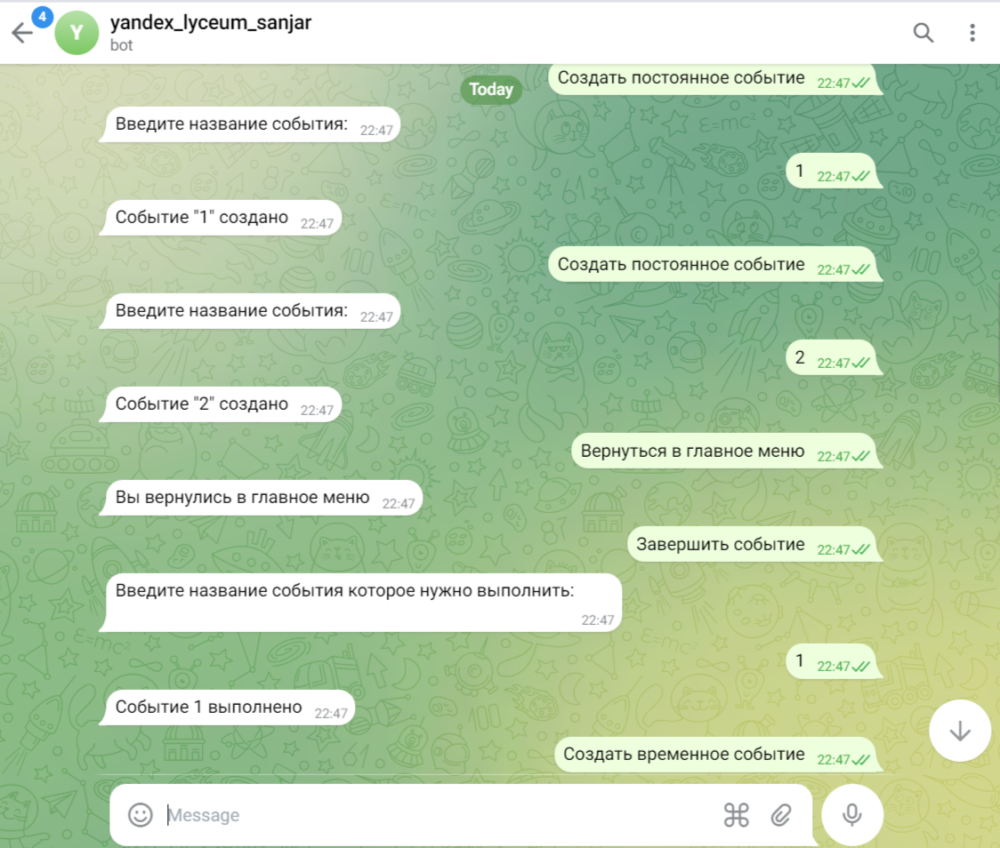 4
Y
yandex_lyceum_sanjar
bot
Создать постоянное событие 22:47
Today
Введите название события: 22:47
1 22:47
Событие "1" создано 22:47
Создать постоянное событие 22:47
Введите название события: 22:47
2 22:47
Событие "2" создано 22:47
Вернуться в главное меню 22:47
Вы вернулись в главное меню 22:47
Завершить событие 22:47
Введите название события которое нужно выполнить:
22:47
1 22:47
Событие 1 выполнено 22:47
Создать временное событие 22:47
Message